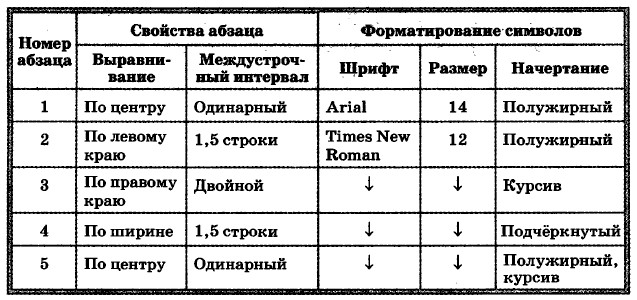 Номер абзаца | Свойства абзаца | Форматирование символов
Выравни-вание | Междустроч-ный интервал | Шрифт | Размер | Начертание
1 | По центру | Одинарный | Arial | 14 | Полужирный
2 | По левому краю | 1,5 строки | Times New Roman | 12 | Полужирный
3 | По правому краю | Двойной | ↓ | ↓ | Курсив
4 | По ширине | 1,5 строки | ↓ | ↓ | Подчёркнутый
5 | По центру | Одинарный | ↓ | ↓ | Полужирный, курсив